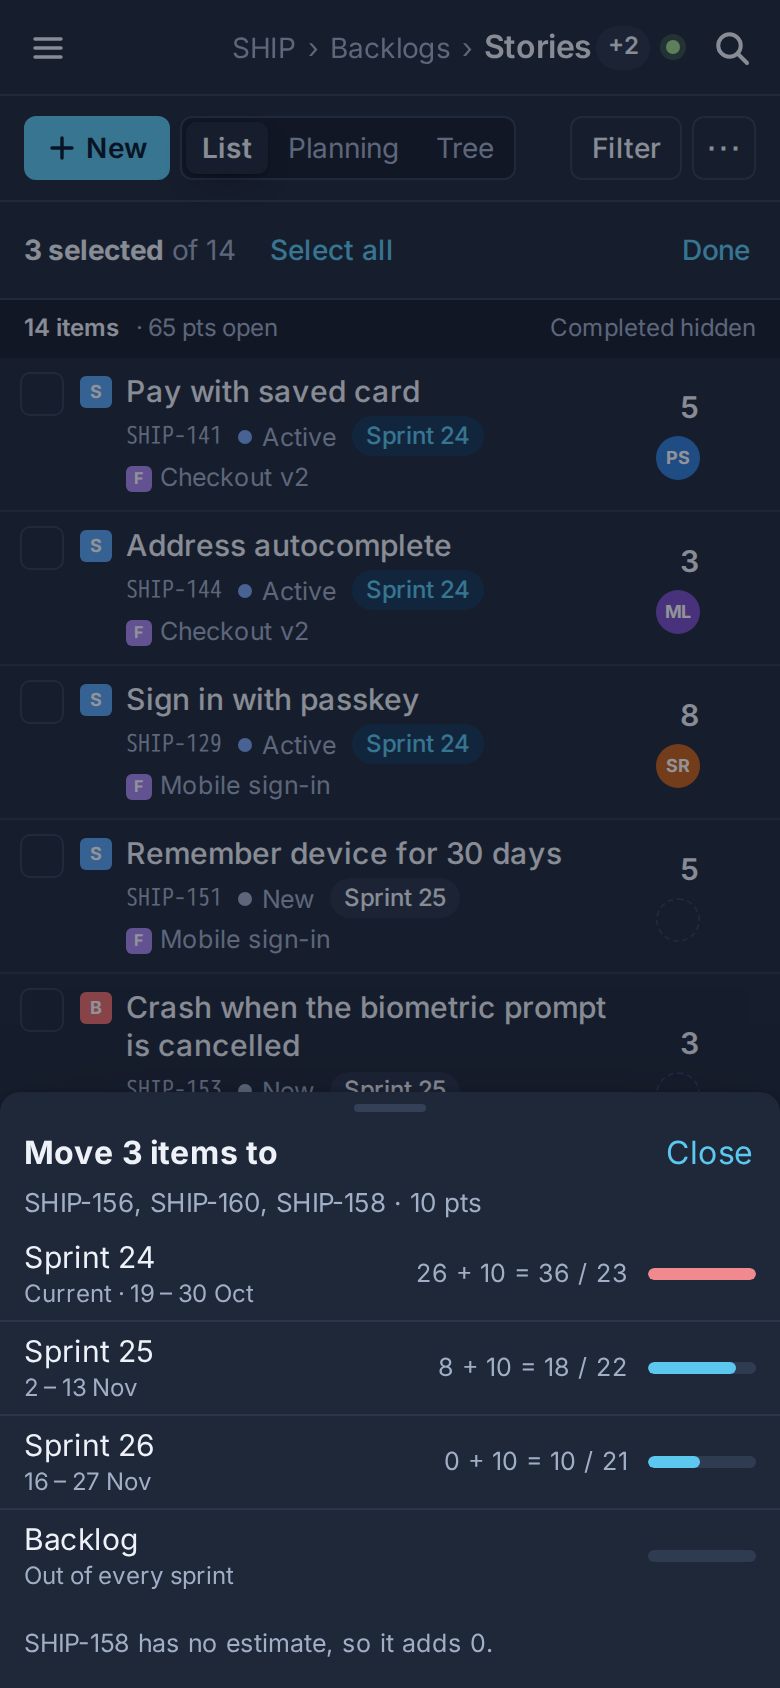 SHIP › Backlogs › Stories +2
+ New List Planning Tree Filter ···
3 selected of 14 Select all Done
14 items · 65 pts open Completed hidden
S Pay with saved card 5
SHIP-141 Active Sprint 24 PS
F Checkout v2
S Address autocomplete 3
SHIP-144 Active Sprint 24 ML
F Checkout v2
S Sign in with passkey 8
SHIP-129 Active Sprint 24 SR
F Mobile sign-in
S Remember device for 30 days 5
SHIP-151 New Sprint 25
F Mobile sign-in
B Crash when the biometric prompt
is cancelled 3
SHIP-153 New Sprint 25
Move 3 items to Close
SHIP-156, SHIP-160, SHIP-158 · 10 pts
Sprint 24 26 + 10 = 36 / 23
Current · 19 – 30 Oct
Sprint 25 8 + 10 = 18 / 22
2 – 13 Nov
Sprint 26 0 + 10 = 10 / 21
16 – 27 Nov
Backlog
Out of every sprint
SHIP-158 has no estimate, so it adds 0.